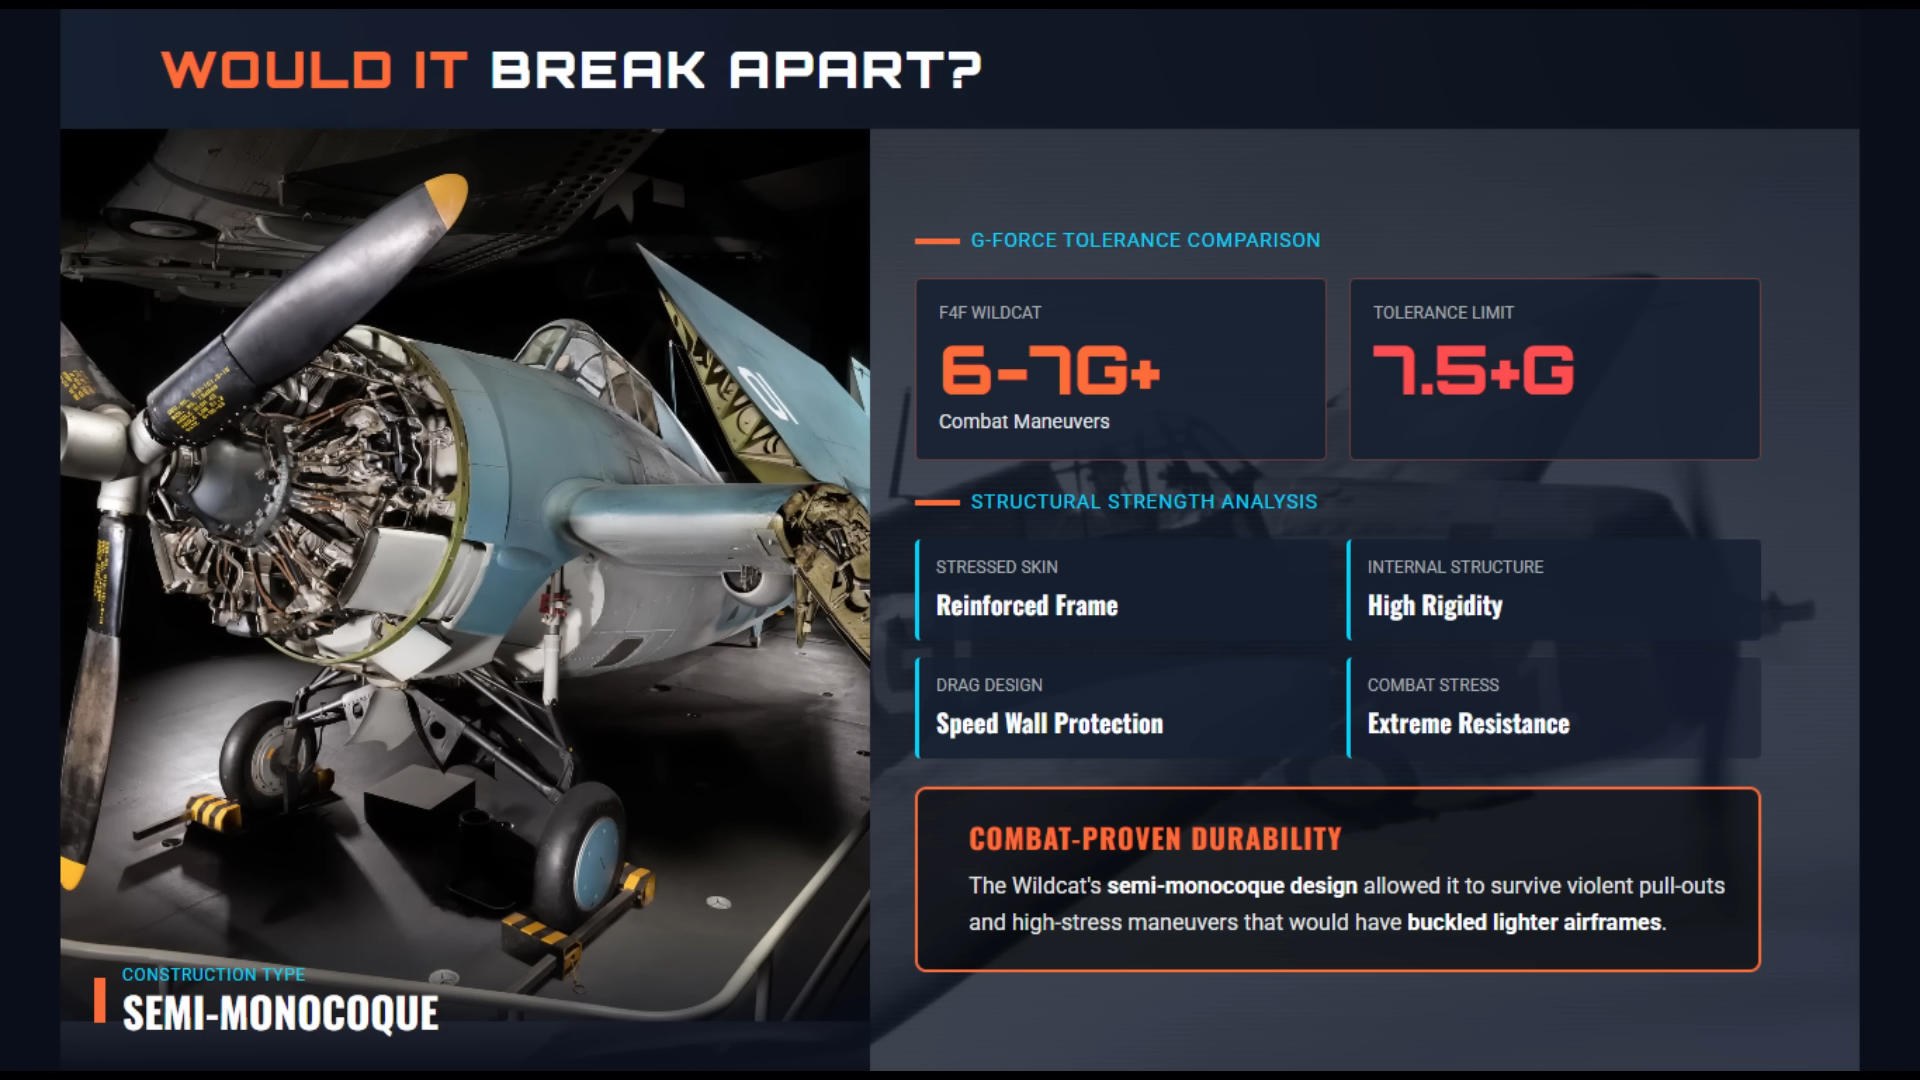 WOULD IT BREAK APART?
G-FORCE TOLERANCE COMPARISON
F4F WILDCAT
6-7G+
Combat Maneuvers
TOLERANCE LIMIT
7.5+G
STRUCTURAL STRENGTH ANALYSIS
STRESSED SKIN
Reinforced Frame
INTERNAL STRUCTURE
High Rigidity
DRAG DESIGN
Speed Wall Protection
COMBAT STRESS
Extreme Resistance
COMBAT-PROVEN DURABILITY
The Wildcat's semi-monocoque design allowed it to survive violent pull-outs
and high-stress maneuvers that would have buckled lighter airframes.
CONSTRUCTION TYPE
SEMI-MONOCOQUE